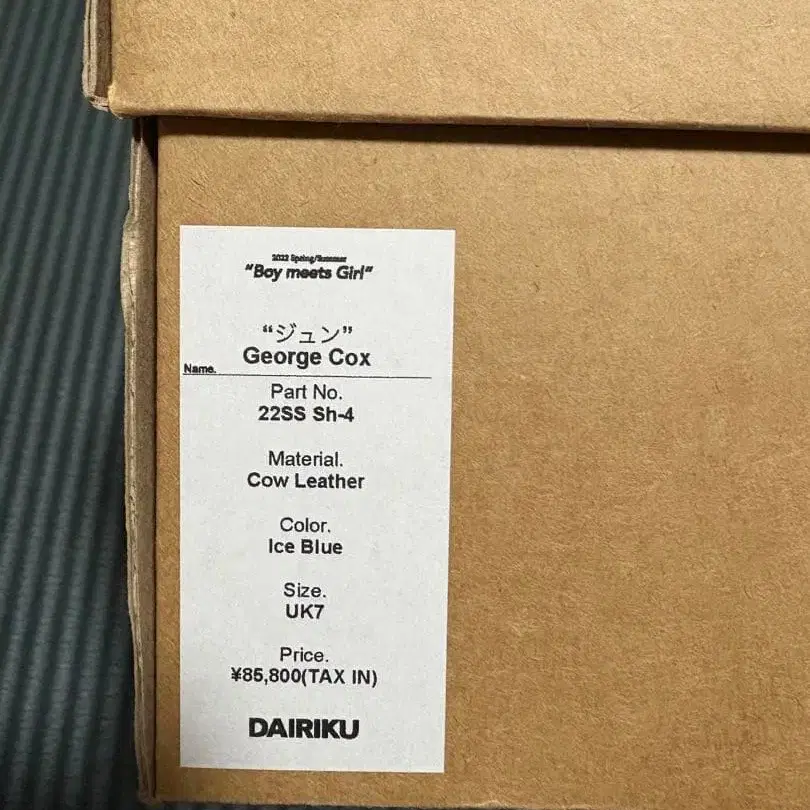 2022 Spring/Summer
“Boy meets Girl”
“ジュン”
George Cox
Name.
Part No.
22SS Sh-4
Material.
Cow Leather
Color.
Ice Blue
Size.
UK7
Price.
¥85,800(TAX IN)
DAIRIKU